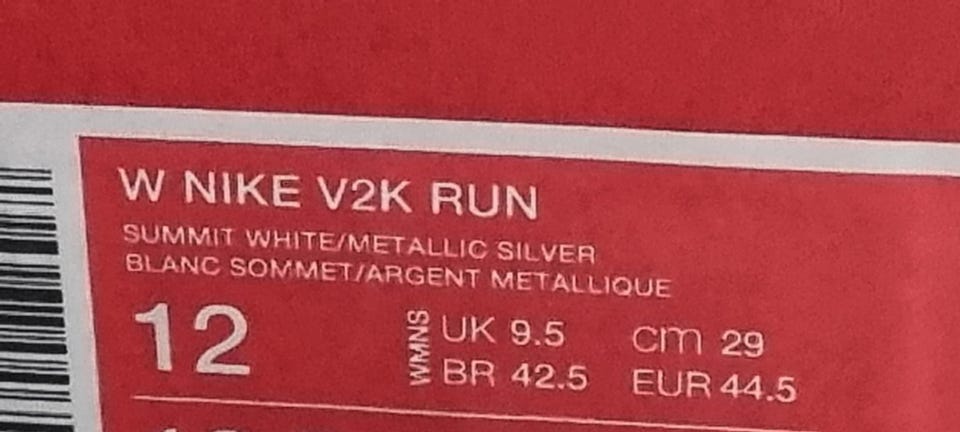 W NIKE V2K RUN
SUMMIT WHITE/METALLIC SILVER
BLANC SOMMET/ARGENT METALLIQUE
12 WMNS UK 9.5 cm 29
BR 42.5 EUR 44.5